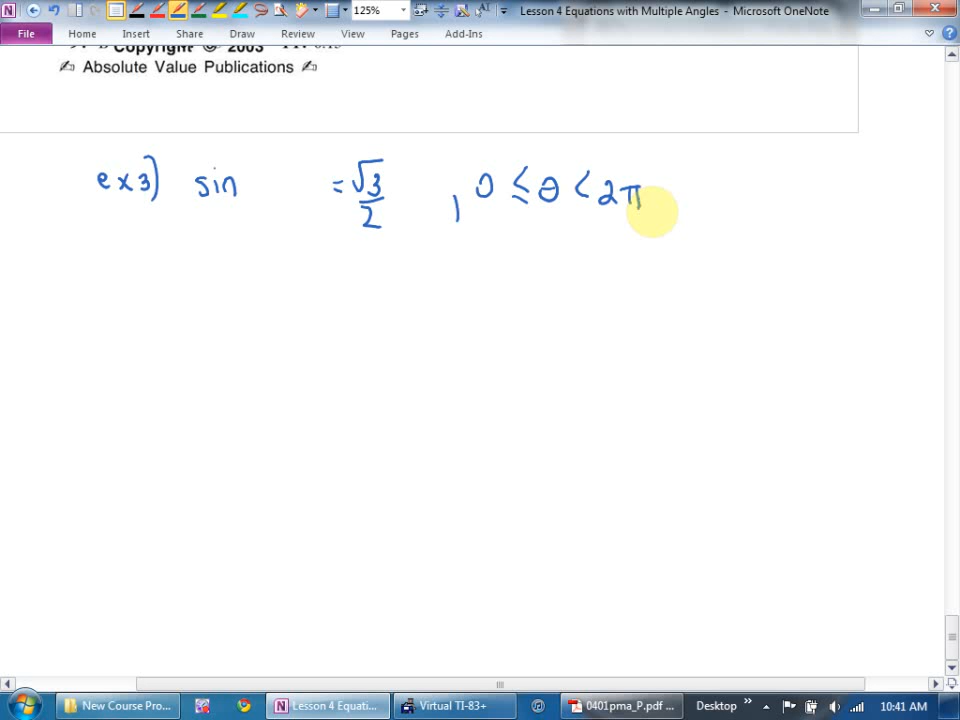 125%
Lesson 4 Equations with Multiple Angles - Microsoft OneNote
File Home Insert Share Draw Review View Pages Add-Ins
Copyright © 2003
✍ Absolute Value Publications ✍
ex3) sin = √3/2 , 0 ≤ θ < 2π
New Course Pro... Lesson 4 Equati... Virtual TI-83+ 0401pma_P.pdf ... Desktop » 10:41 AM